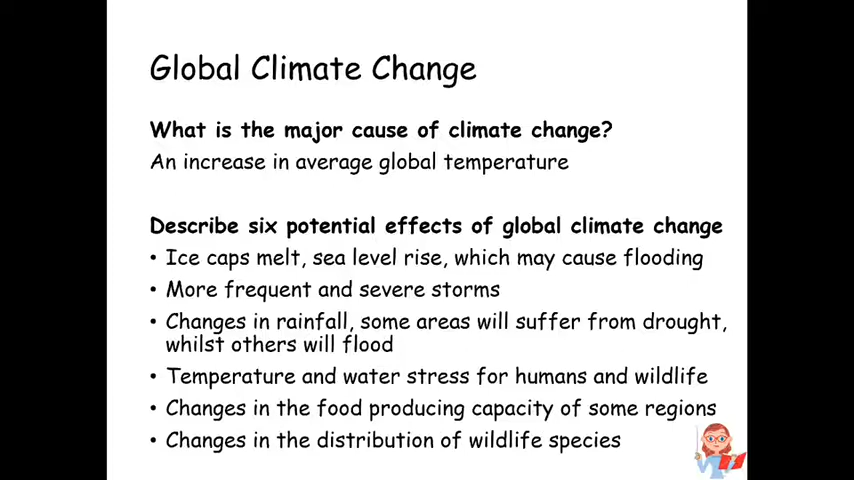 Global Climate Change
What is the major cause of climate change?
An increase in average global temperature
Describe six potential effects of global climate change
• Ice caps melt, sea level rise, which may cause flooding
• More frequent and severe storms
• Changes in rainfall, some areas will suffer from drought,
whilst others will flood
• Temperature and water stress for humans and wildlife
• Changes in the food producing capacity of some regions
• Changes in the distribution of wildlife species